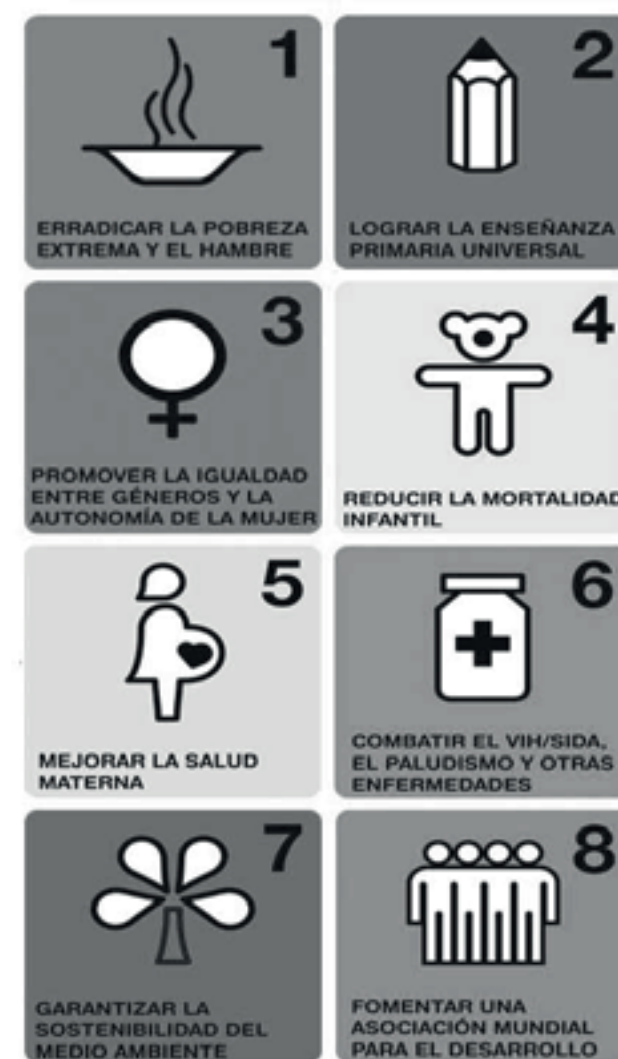 1
ERRADICAR LA POBREZA
EXTREMA Y EL HAMBRE
2
LOGRAR LA ENSEÑANZA
PRIMARIA UNIVERSAL
3
PROMOVER LA IGUALDAD
ENTRE GÉNEROS Y LA
AUTONOMÍA DE LA MUJER
4
REDUCIR LA MORTALIDAD
INFANTIL
5
MEJORAR LA SALUD
MATERNA
6
COMBATIR EL VIH/SIDA,
EL PALUDISMO Y OTRAS
ENFERMEDADES
7
GARANTIZAR LA
SOSTENIBILIDAD DEL
MEDIO AMBIENTE
8
FOMENTAR UNA
ASOCIACIÓN MUNDIAL
PARA EL DESARROLLO